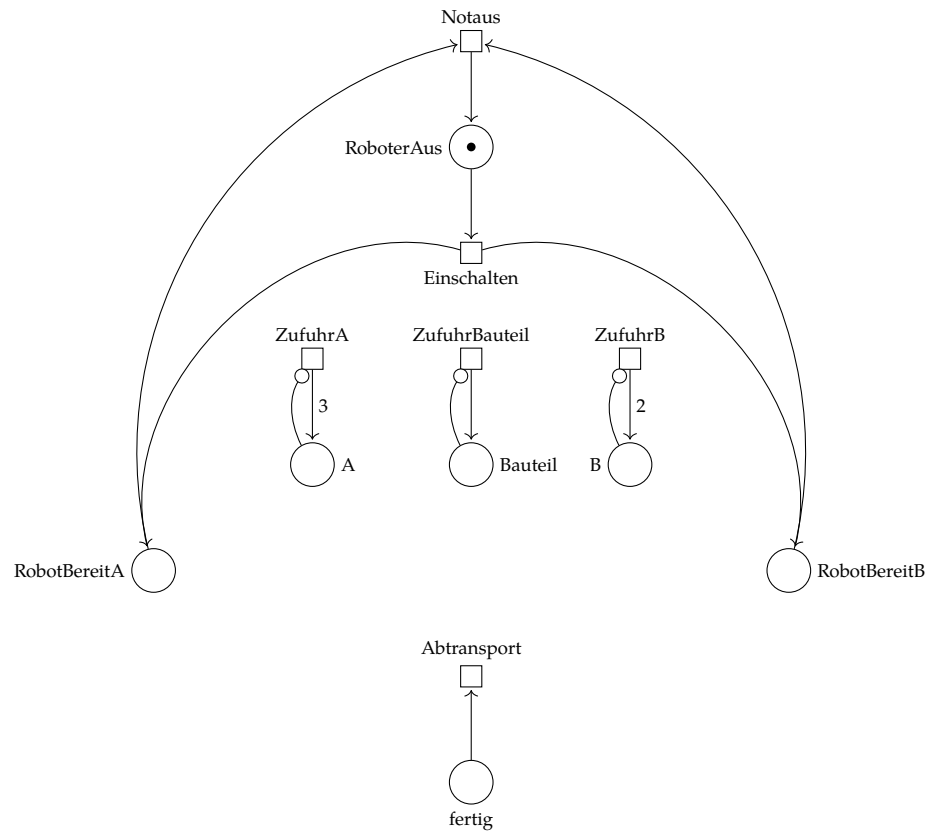 Notaus
RoboterAus
Einschalten
ZufuhrA
ZufuhrBauteil
ZufuhrB
3
2
A
Bauteil
B
RobotBereitA
RobotBereitB
Abtransport
fertig